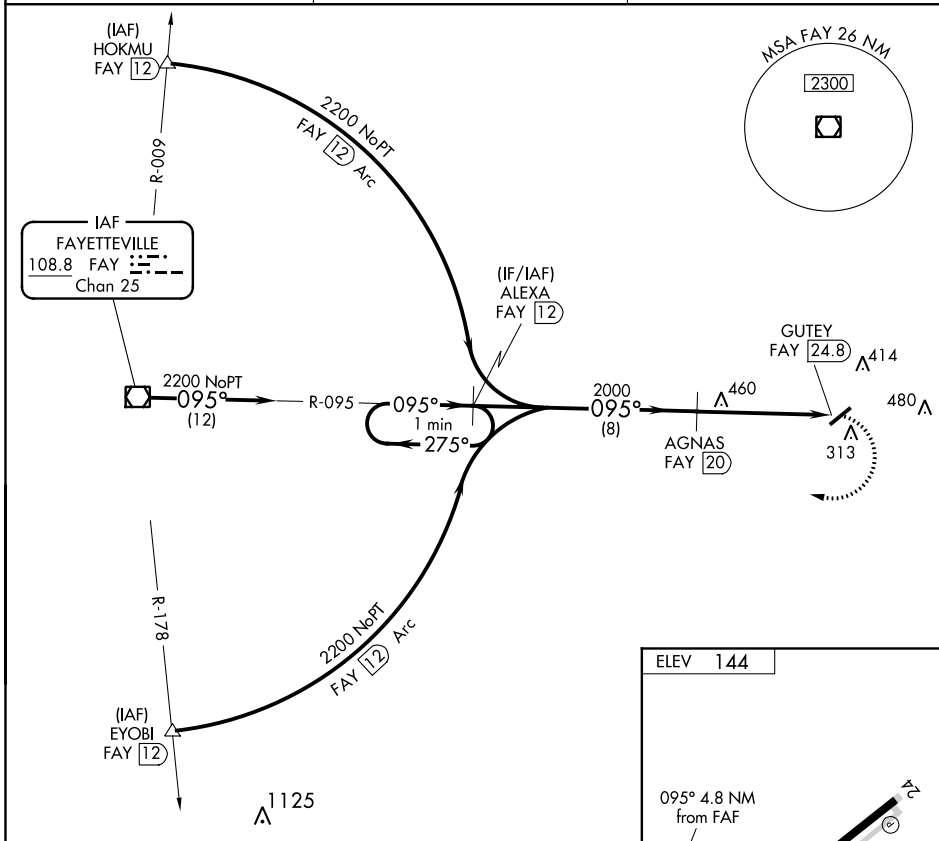 (IAF)
HOKMU
FAY 12
MSA FAY 26 NM
2300
2200 NoPT
FAY 12 Arc
R-009
IAF
FAYETTEVILLE
108.8 FAY
Chan 25
(IF/IAF)
ALEXA
FAY 12
GUTEY
FAY 24.8
414
2200 NoPT
095°
(12)
R-095
095°
1 min
275°
2000
095°
(8)
460
480
AGNAS
FAY 20
313
R-178
2200 NoPT
FAY 12 Arc
(IAF)
EYOBI
FAY 12
1125
ELEV 144
095° 4.8 NM
from FAF
24
P